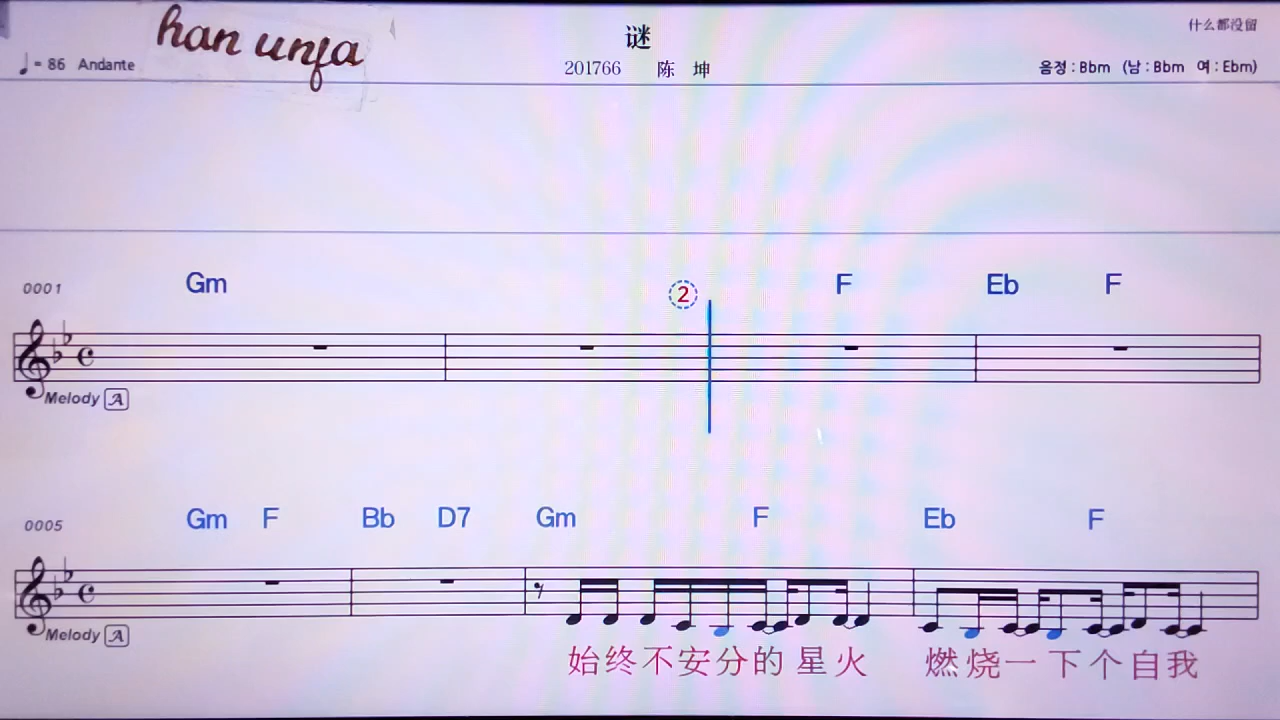 han unfa
谜
什么都没留
♩= 86 Andante
201766 陈 坤
음정 : Bbm (남 : Bbm 여 : Ebm)
0001
Gm
2
F Eb F
Melody A
0005
Gm F Bb D7 Gm F Eb F
Melody A
始终不安分的 星火 燃烧一 下个自我